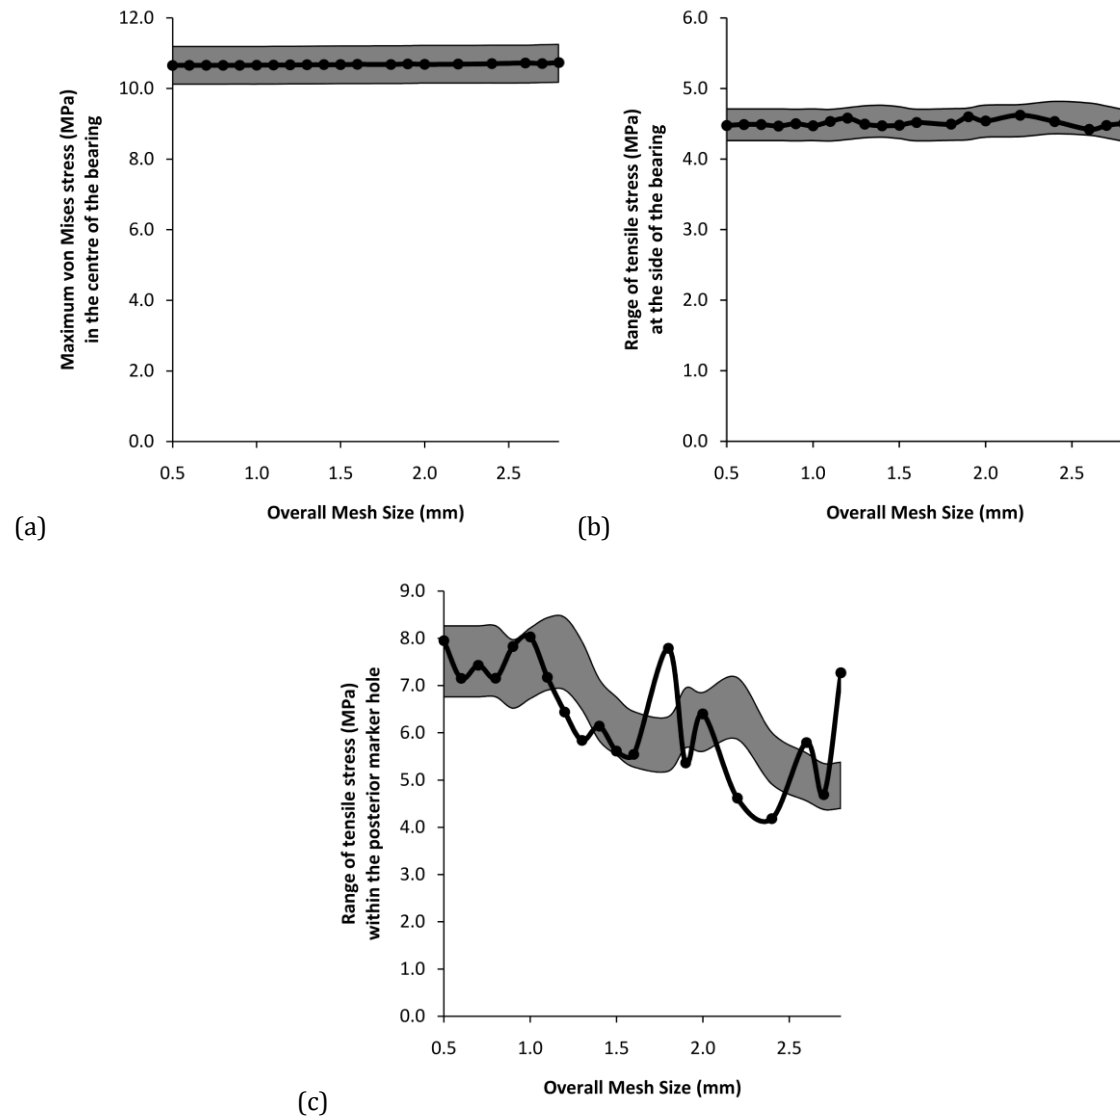 12.0
10.0
8.0
6.0
4.0
2.0
0.0
Maximum von Mises stress (MPa)
in the centre of the bearing
0.5 1.0 1.5 2.0 2.5
Overall Mesh Size (mm)
(a)
6.0
5.0
4.0
3.0
2.0
1.0
0.0
Range of tensile stress (MPa)
at the side of the bearing
0.5 1.0 1.5 2.0 2.5
Overall Mesh Size (mm)
(b)
9.0
8.0
7.0
6.0
5.0
4.0
3.0
2.0
1.0
0.0
Range of tensile stress (MPa)
within the posterior marker hole
0.5 1.0 1.5 2.0 2.5
Overall Mesh Size (mm)
(c)